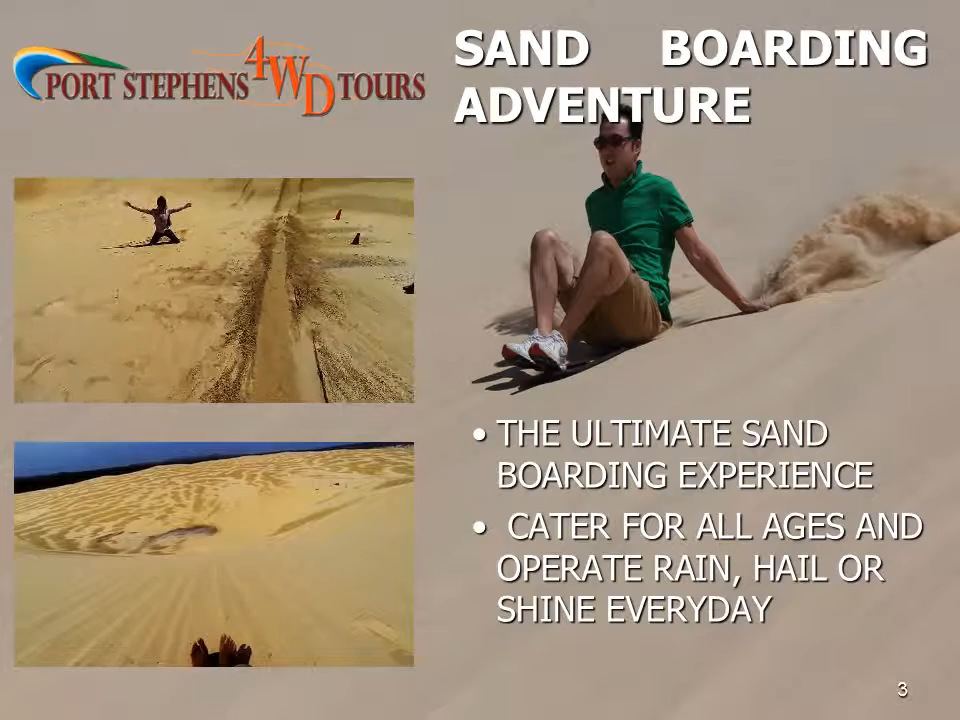 PORT STEPHENS 4WD TOURS
SAND BOARDING
ADVENTURE
• THE ULTIMATE SAND
BOARDING EXPERIENCE
• CATER FOR ALL AGES AND
OPERATE RAIN, HAIL OR
SHINE EVERYDAY
3